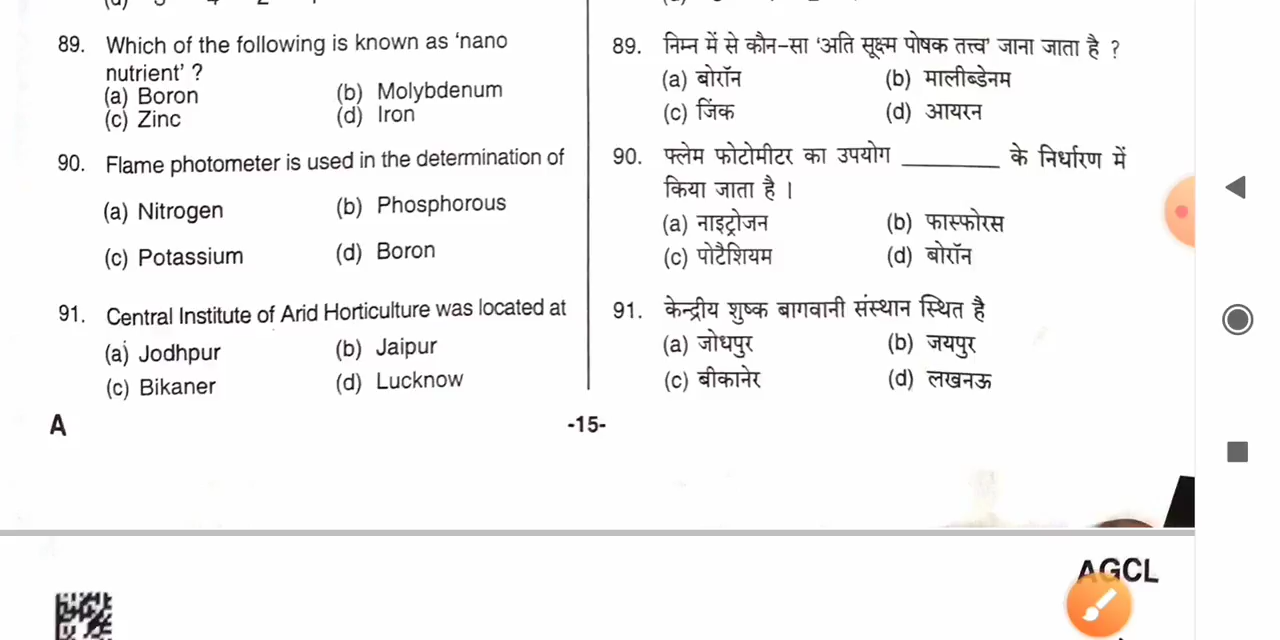 89. Which of the following is known as 'nano
nutrient' ?
(a) Boron (b) Molybdenum
(c) Zinc (d) Iron
90. Flame photometer is used in the determination of
(a) Nitrogen (b) Phosphorous
(c) Potassium (d) Boron
91. Central Institute of Arid Horticulture was located at
(a) Jodhpur (b) Jaipur
(c) Bikaner (d) Lucknow
89. निम्न में से कौन-सा 'अति सूक्ष्म पोषक तत्त्व' जाना जाता है ?
(a) बोरॉन (b) मालीब्डेनम
(c) जिंक (d) आयरन
90. फ्लेम फोटोमीटर का उपयोग ________ के निर्धारण में
किया जाता है ।
(a) नाइट्रोजन (b) फास्फोरस
(c) पोटैशियम (d) बोरॉन
91. केन्द्रीय शुष्क बागवानी संस्थान स्थित है
(a) जोधपुर (b) जयपुर
(c) बीकानेर (d) लखनऊ
A -15-
AGCL